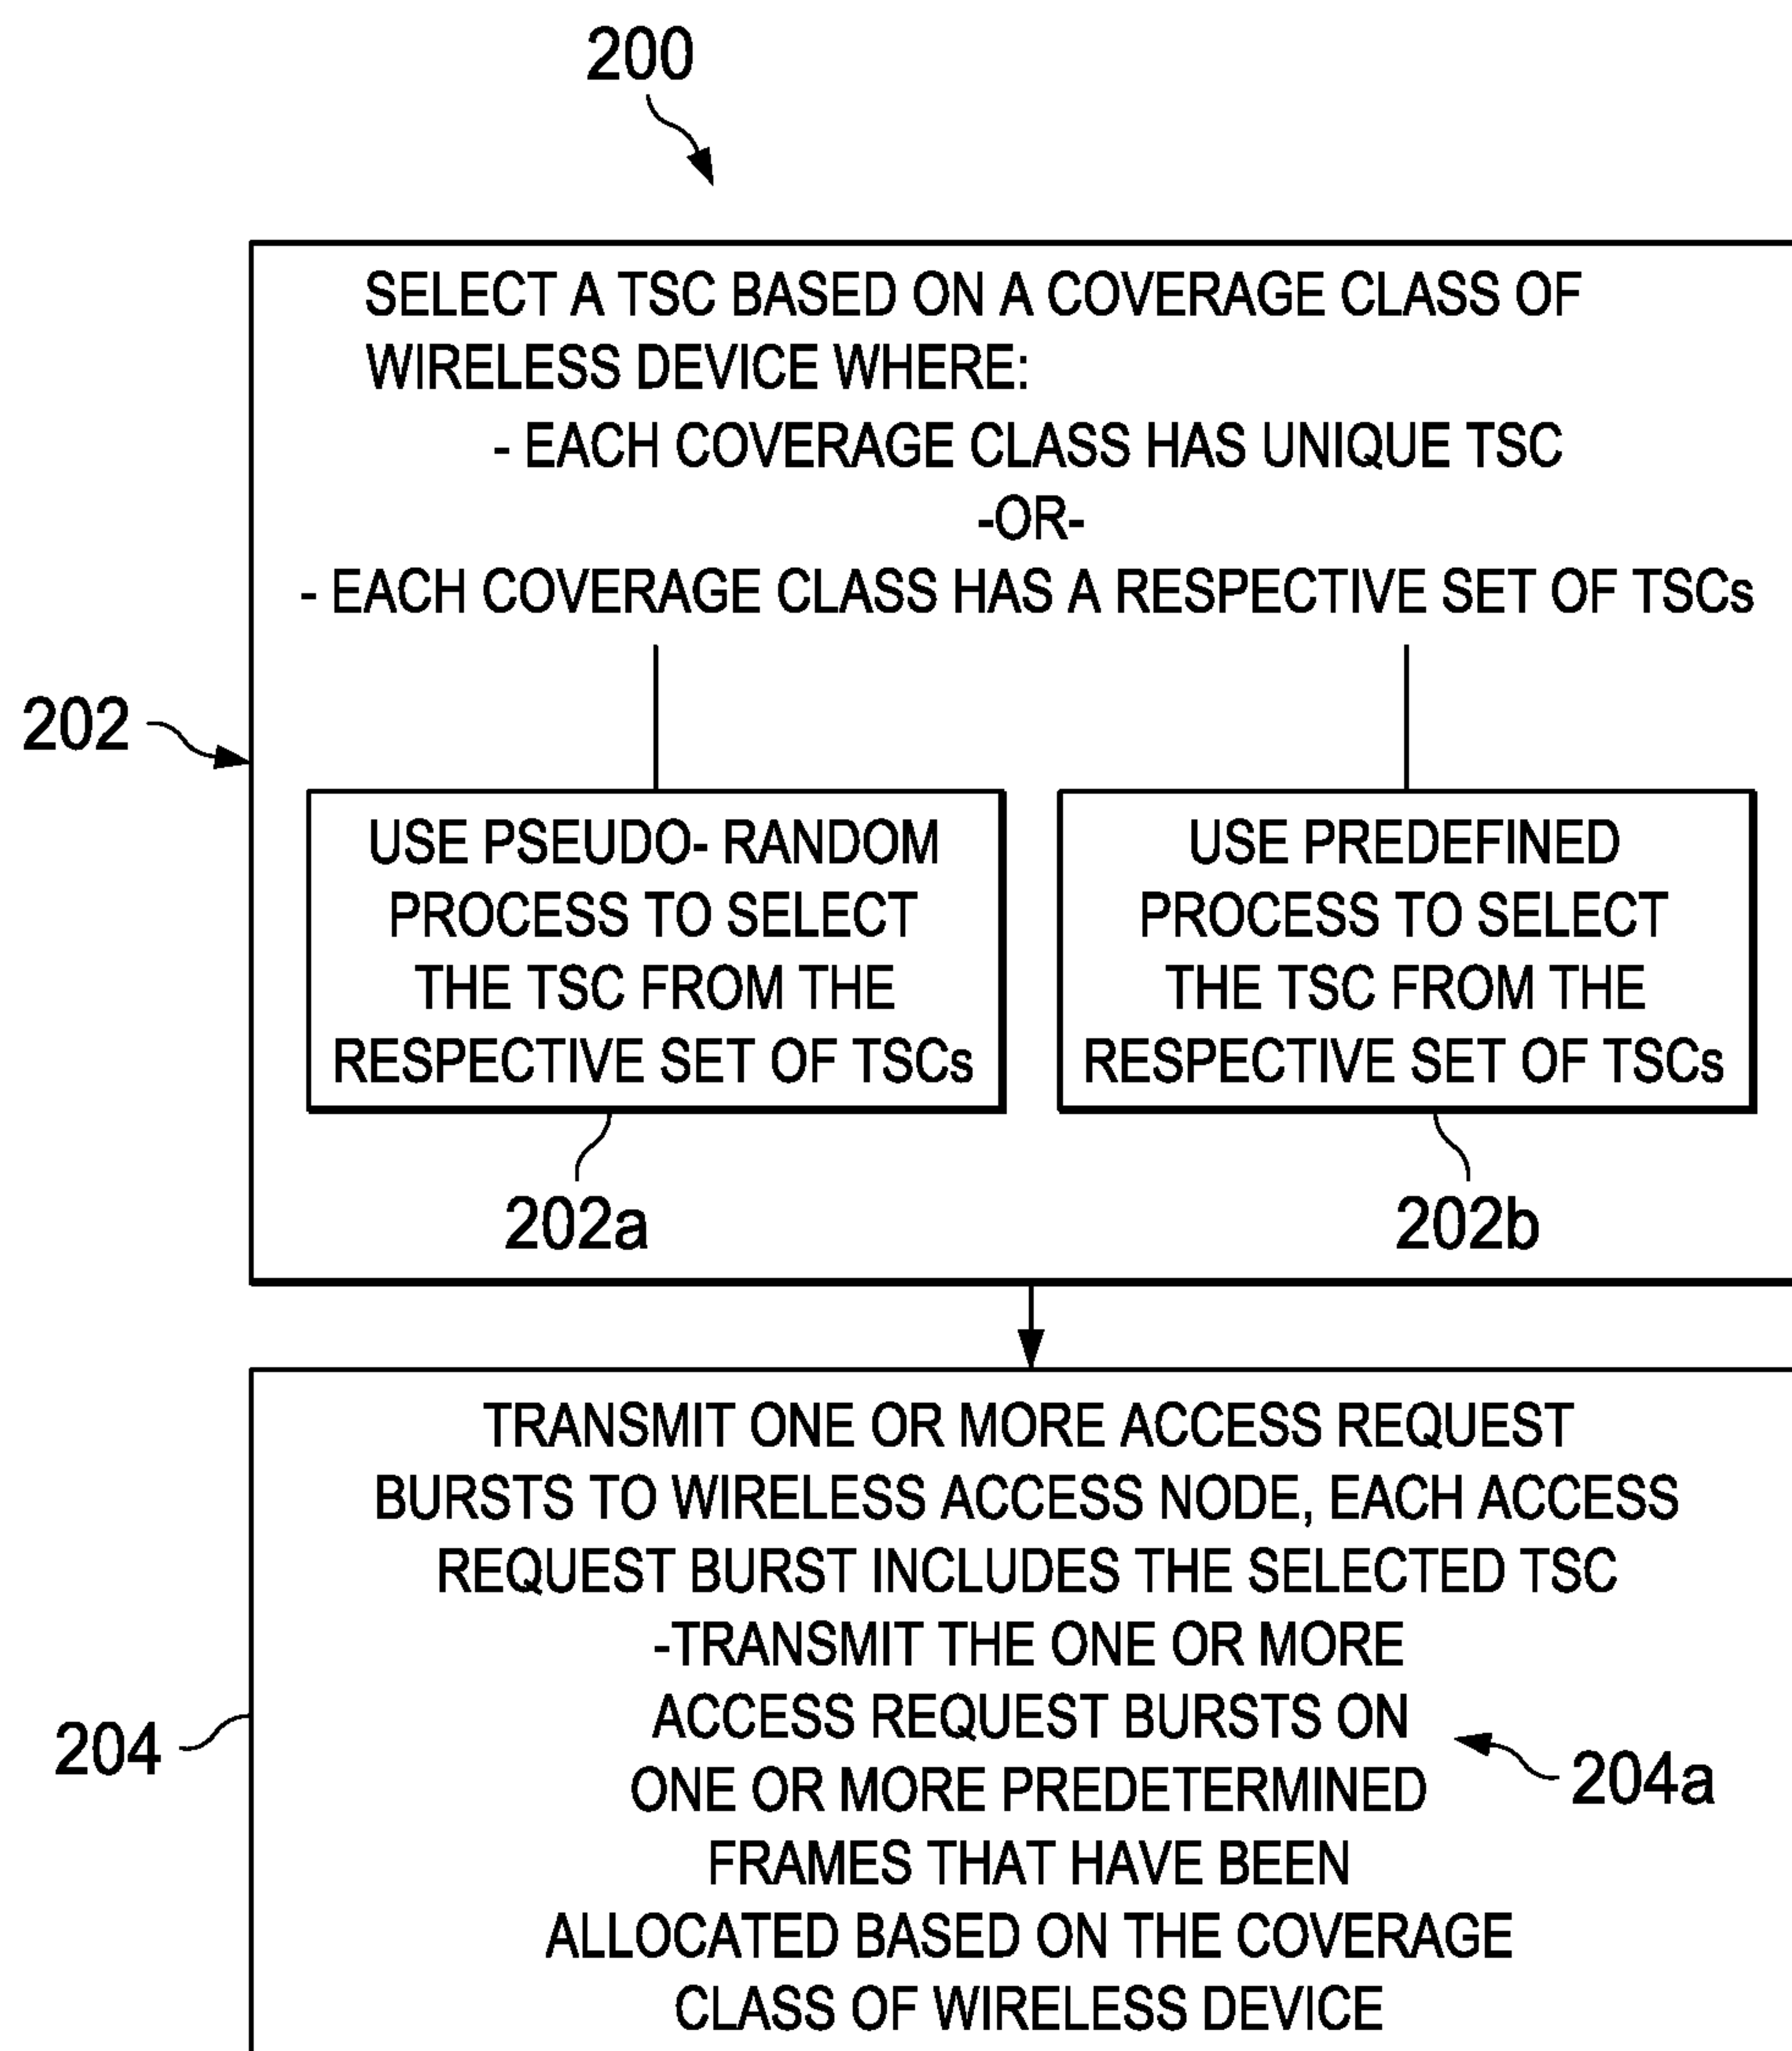 200
SELECT A TSC BASED ON A COVERAGE CLASS OF
WIRELESS DEVICE WHERE:
- EACH COVERAGE CLASS HAS UNIQUE TSC
-OR-
- EACH COVERAGE CLASS HAS A RESPECTIVE SET OF TSCs
202
USE PSEUDO- RANDOM
PROCESS TO SELECT
THE TSC FROM THE
RESPECTIVE SET OF TSCs
202a
USE PREDEFINED
PROCESS TO SELECT
THE TSC FROM THE
RESPECTIVE SET OF TSCs
202b
TRANSMIT ONE OR MORE ACCESS REQUEST
BURSTS TO WIRELESS ACCESS NODE, EACH ACCESS
REQUEST BURST INCLUDES THE SELECTED TSC
-TRANSMIT THE ONE OR MORE
ACCESS REQUEST BURSTS ON
ONE OR MORE PREDETERMINED
FRAMES THAT HAVE BEEN
ALLOCATED BASED ON THE COVERAGE
CLASS OF WIRELESS DEVICE
204
204a